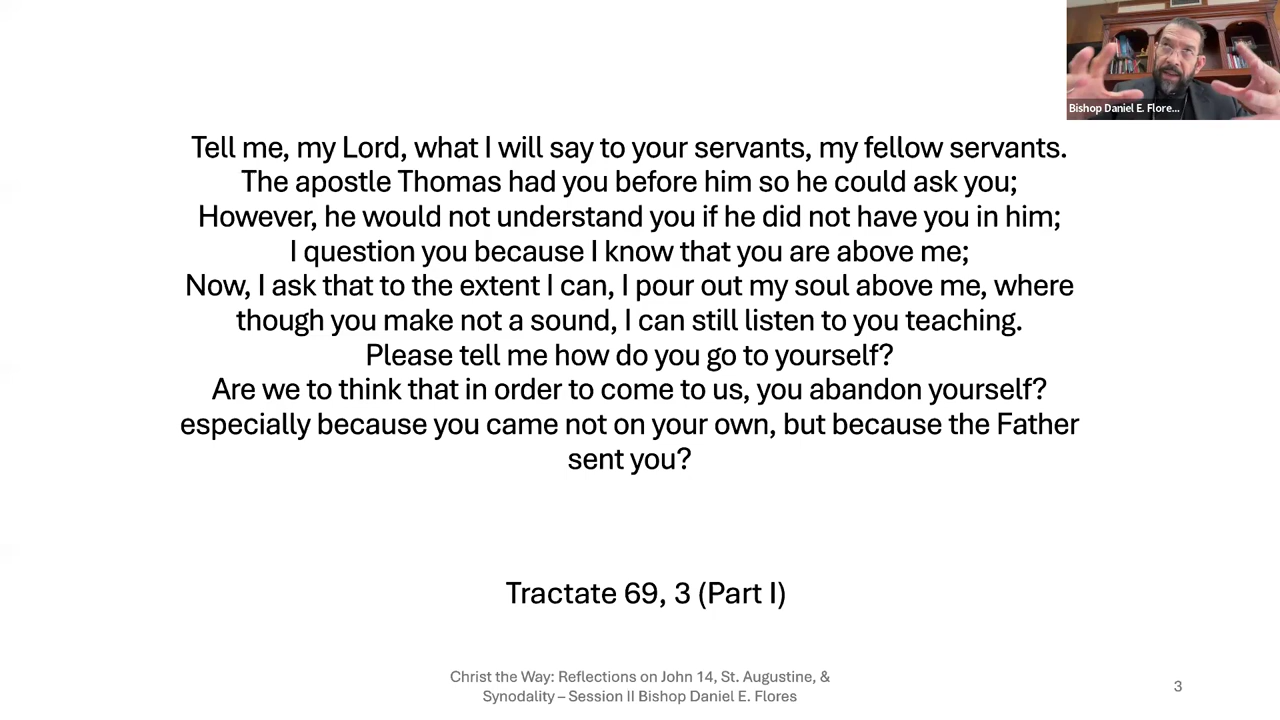 Bishop Daniel E. Flore...
Tell me, my Lord, what I will say to your servants, my fellow servants.
The apostle Thomas had you before him so he could ask you;
However, he would not understand you if he did not have you in him;
I question you because I know that you are above me;
Now, I ask that to the extent I can, I pour out my soul above me, where
though you make not a sound, I can still listen to you teaching.
Please tell me how do you go to yourself?
Are we to think that in order to come to us, you abandon yourself?
especially because you came not on your own, but because the Father
sent you?
Tractate 69, 3 (Part I)
Christ the Way: Reflections on John 14, St. Augustine, &
Synodality – Session II Bishop Daniel E. Flores
3